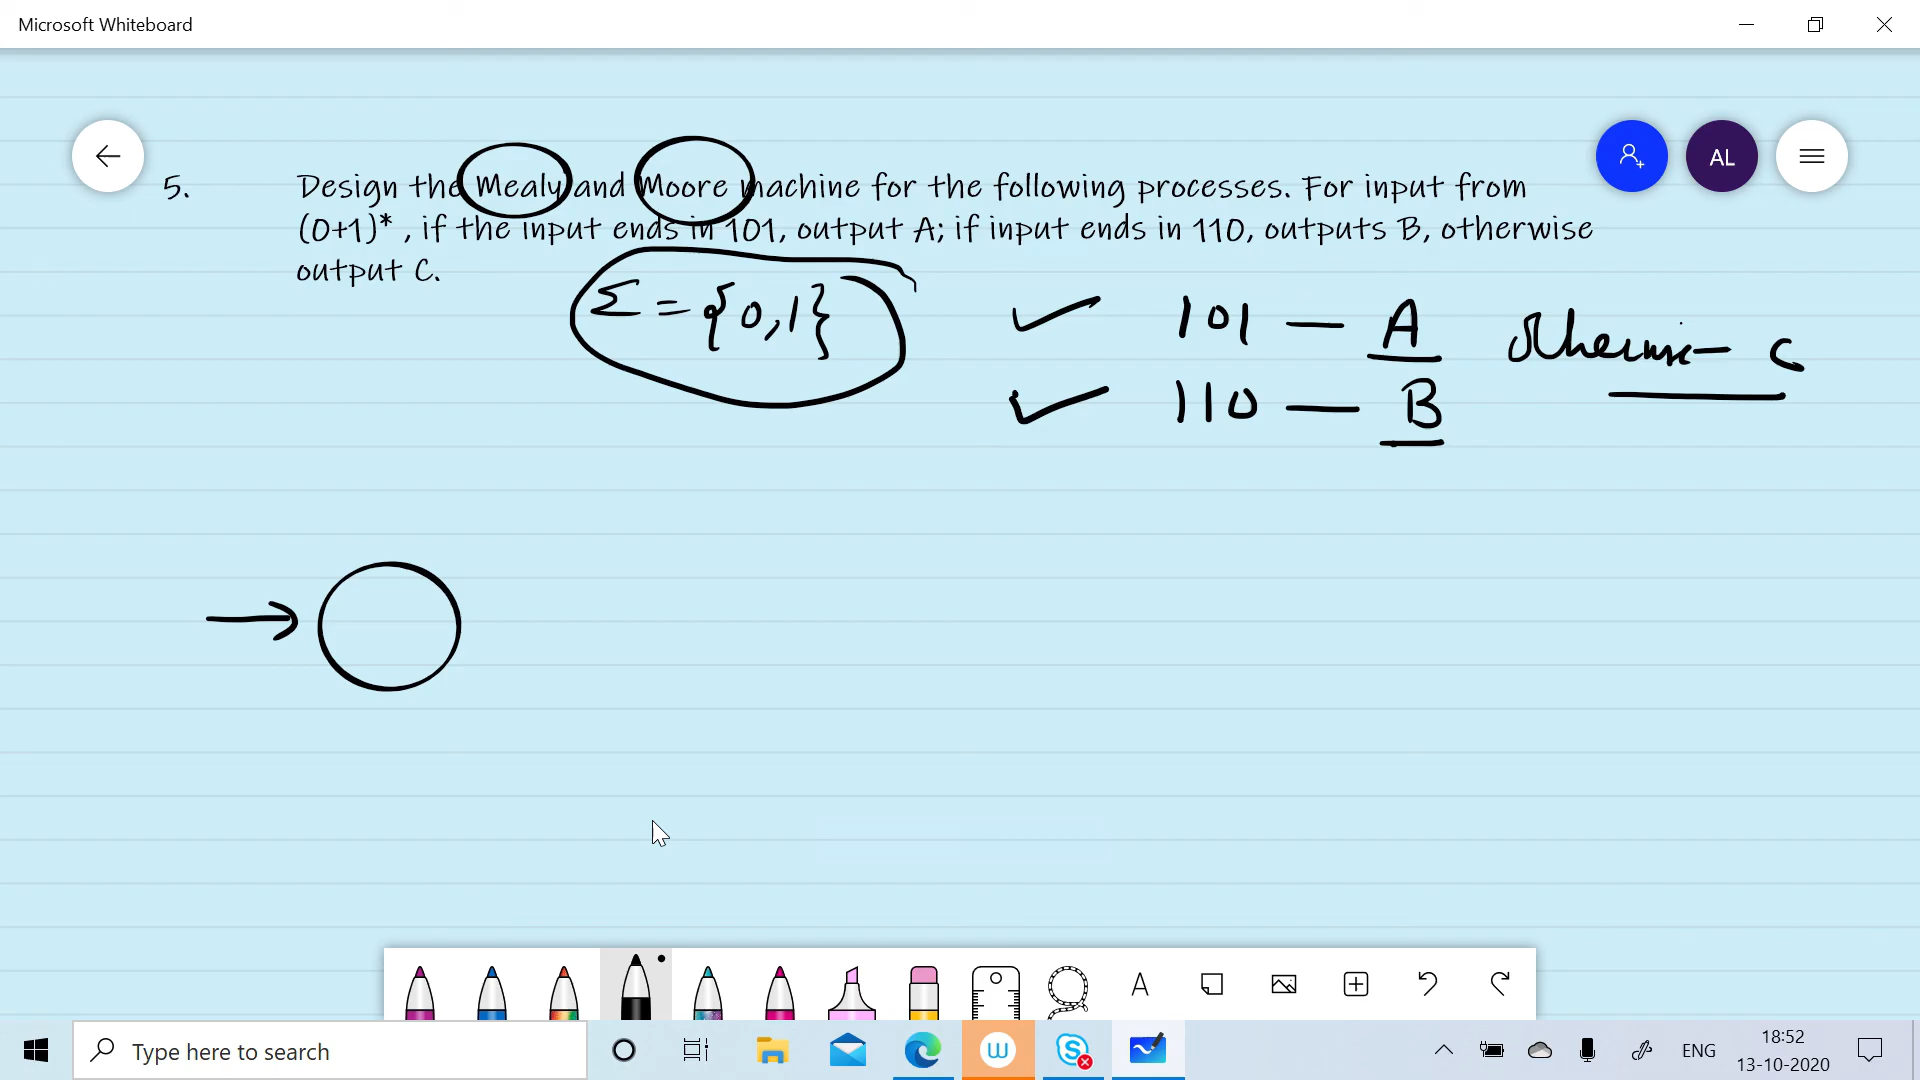 Microsoft Whiteboard
AL
5. Design the Mealy and Moore machine for the following processes. For input from
(0+1)* , if the input ends in 101, output A; if input ends in 110, outputs B, otherwise
output C.
Σ = {0,1}
101 — A
otherwise — C
110 — B
Type here to search
ENG
18:52
13-10-2020